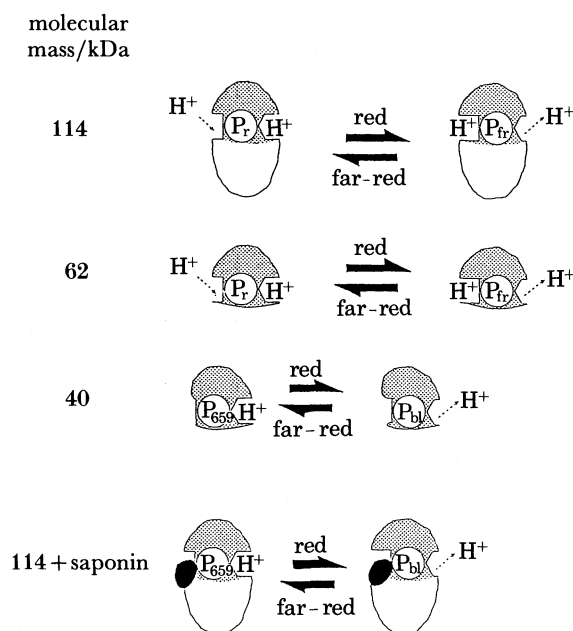 molecular
mass/kDa
114
H+ Pr H+
red
far-red
H+ Pfr H+
62
H+ Pr H+
red
far-red
H+ Pfr H+
40
P659 H+
red
far-red
Pbl H+
114+saponin
P659 H+
red
far-red
Pbl H+